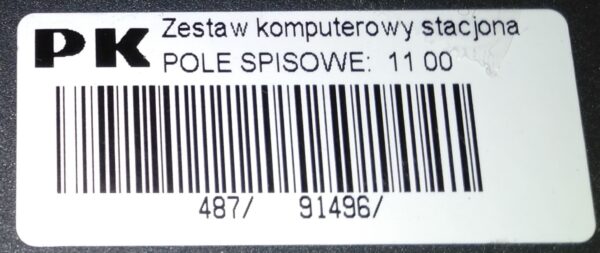 PK Zestaw komputerowy stacjona
POLE SPISOWE: 11 00
487/ 91496/